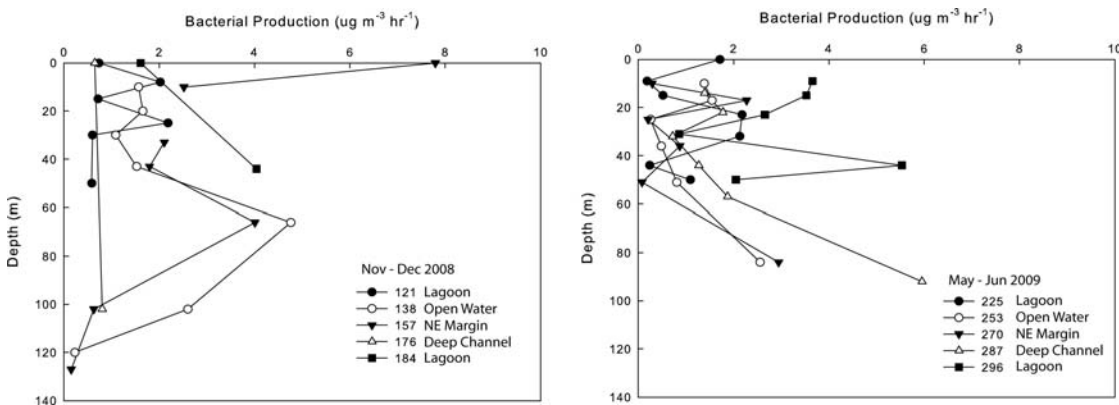 Bacterial Production (ug m⁻³ hr⁻¹)
0 2 4 6 8 10
0
20
40
60
80
100
120
140
Depth (m)
Nov - Dec 2008
121 Lagoon
138 Open Water
157 NE Margin
176 Deep Channel
184 Lagoon
Bacterial Production (ug m⁻³ hr⁻¹)
0 2 4 6 8 10
0
20
40
60
80
100
120
140
Depth (m)
May - Jun 2009
225 Lagoon
253 Open Water
270 NE Margin
287 Deep Channel
296 Lagoon